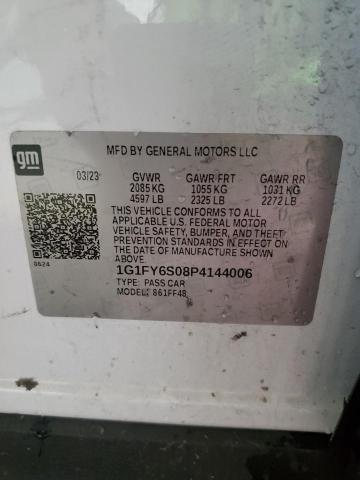 gm
MFD BY GENERAL MOTORS LLC
03/23 GVWR GAWR FRT GAWR RR
2085 KG 1055 KG 1031 KG
4597 LB 2325 LB 2272 LB
THIS VEHICLE CONFORMS TO ALL APPLICABLE
U.S. FEDERAL MOTOR
VEHICLE SAFETY, BUMPER, AND THEFT
PREVENTION STANDARDS IN EFFECT ON
THE DATE OF MANUFACTURE SHOWN
ABOVE.
8624
1G1FY6S08P4144006
TYPE: PASS CAR
MODEL: 861FF48